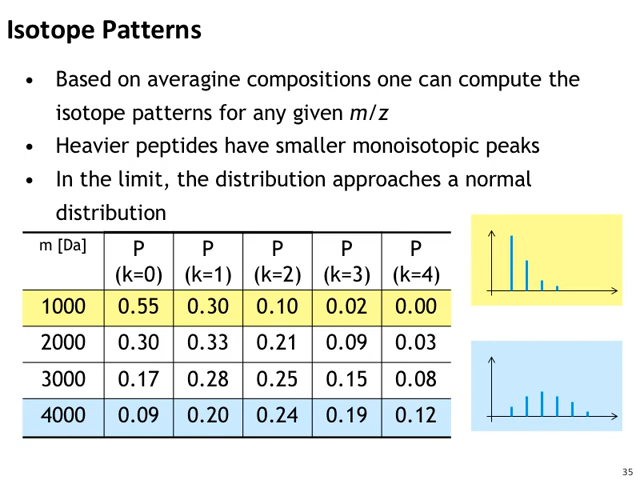 Isotope Patterns
• Based on averagine compositions one can compute the
isotope patterns for any given m/z
• Heavier peptides have smaller monoisotopic peaks
• In the limit, the distribution approaches a normal
distribution
m [Da] P (k=0) P (k=1) P (k=2) P (k=3) P (k=4)
1000 0.55 0.30 0.10 0.02 0.00
2000 0.30 0.33 0.21 0.09 0.03
3000 0.17 0.28 0.25 0.15 0.08
4000 0.09 0.20 0.24 0.19 0.12
35